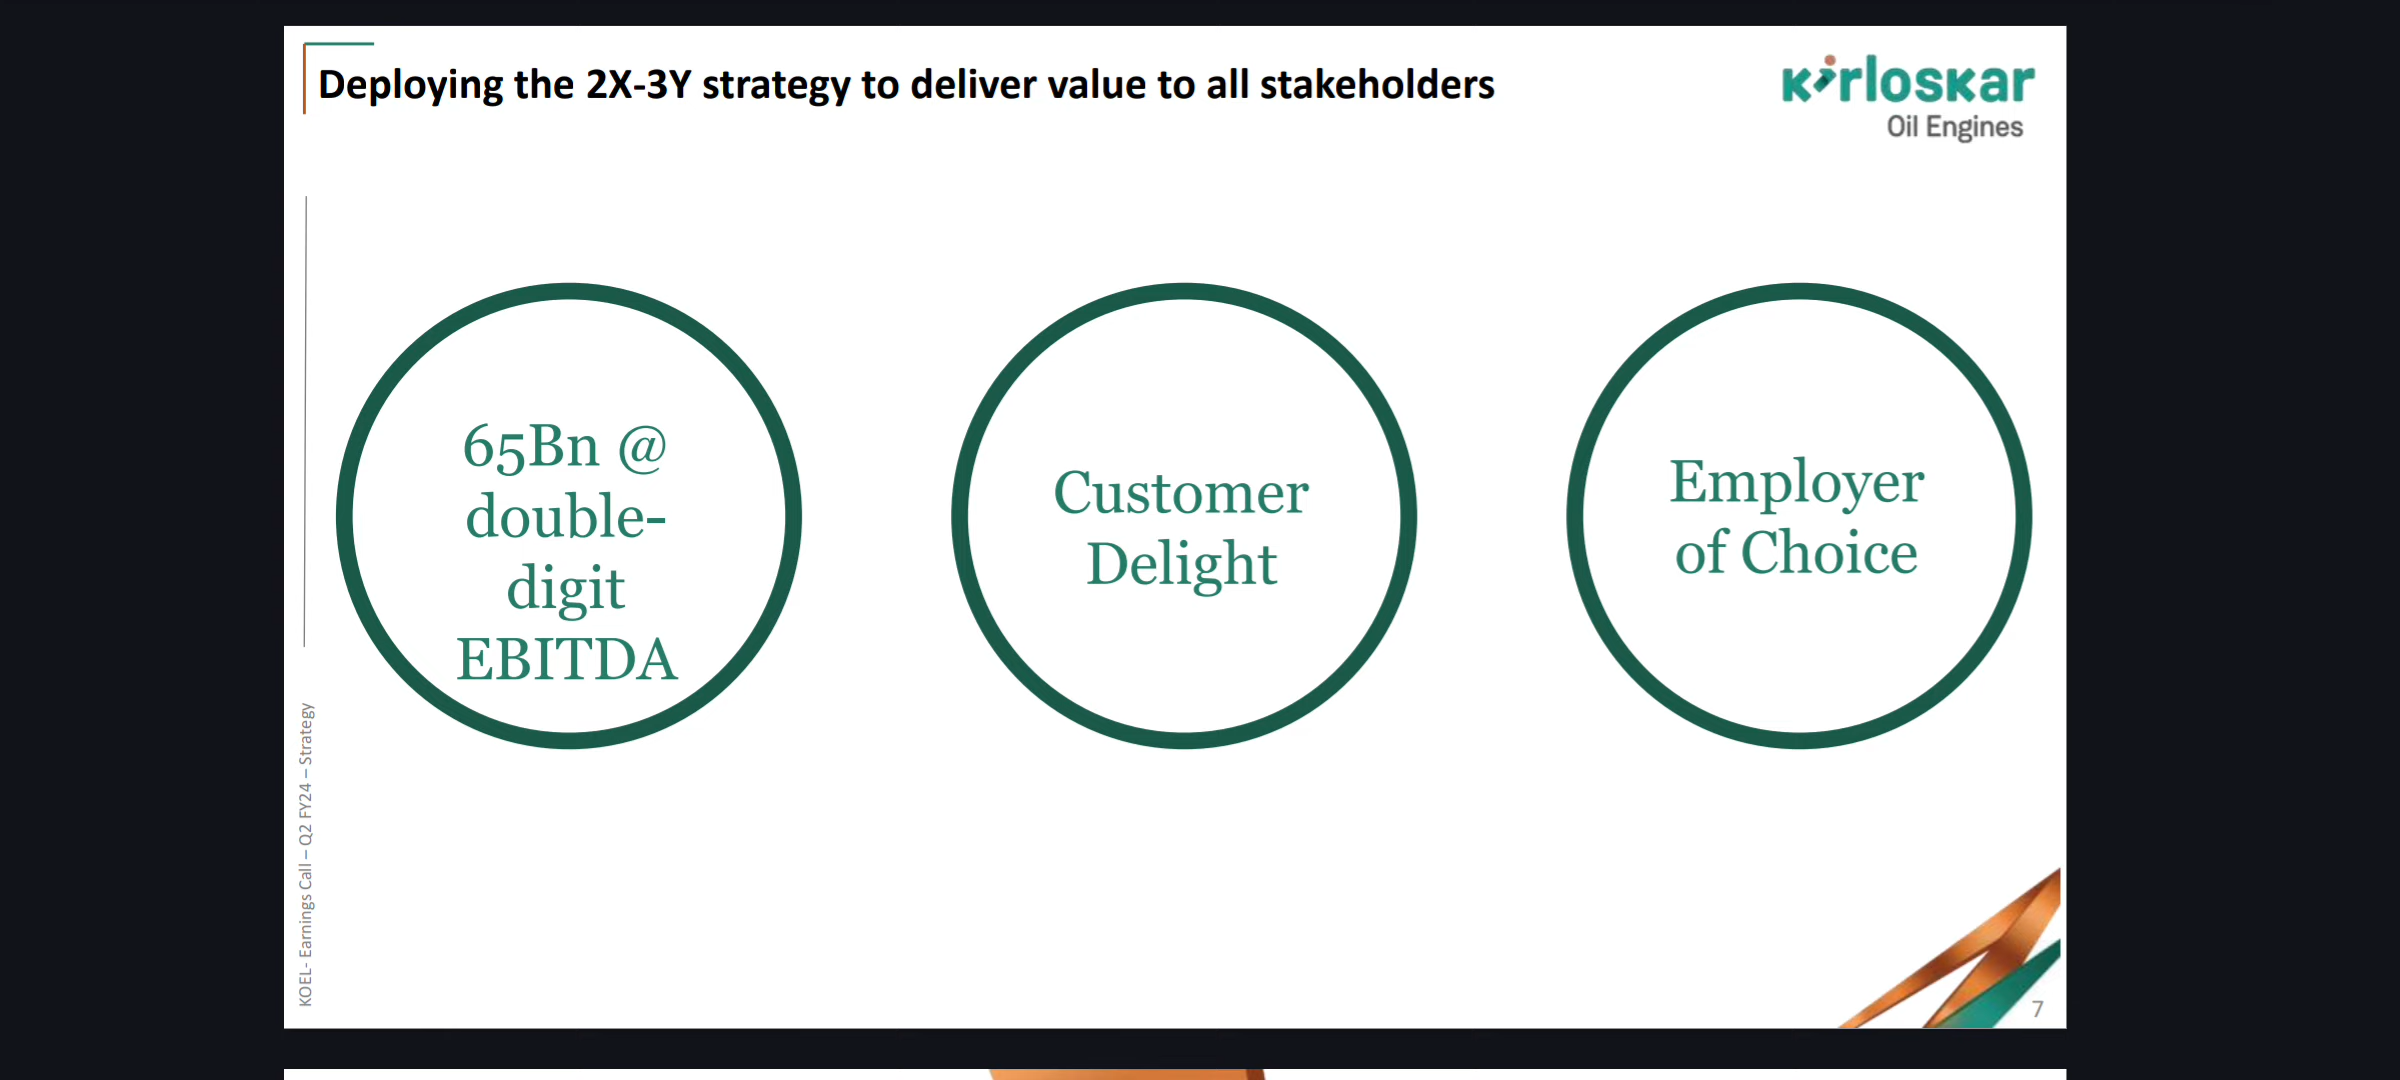 Deploying the 2X-3Y strategy to deliver value to all stakeholders
Kirloskar
Oil Engines
65Bn @
double-
digit
EBITDA
Customer
Delight
Employer
of Choice
KOEL- Earnings Call – Q2 FY24 – Strategy
7